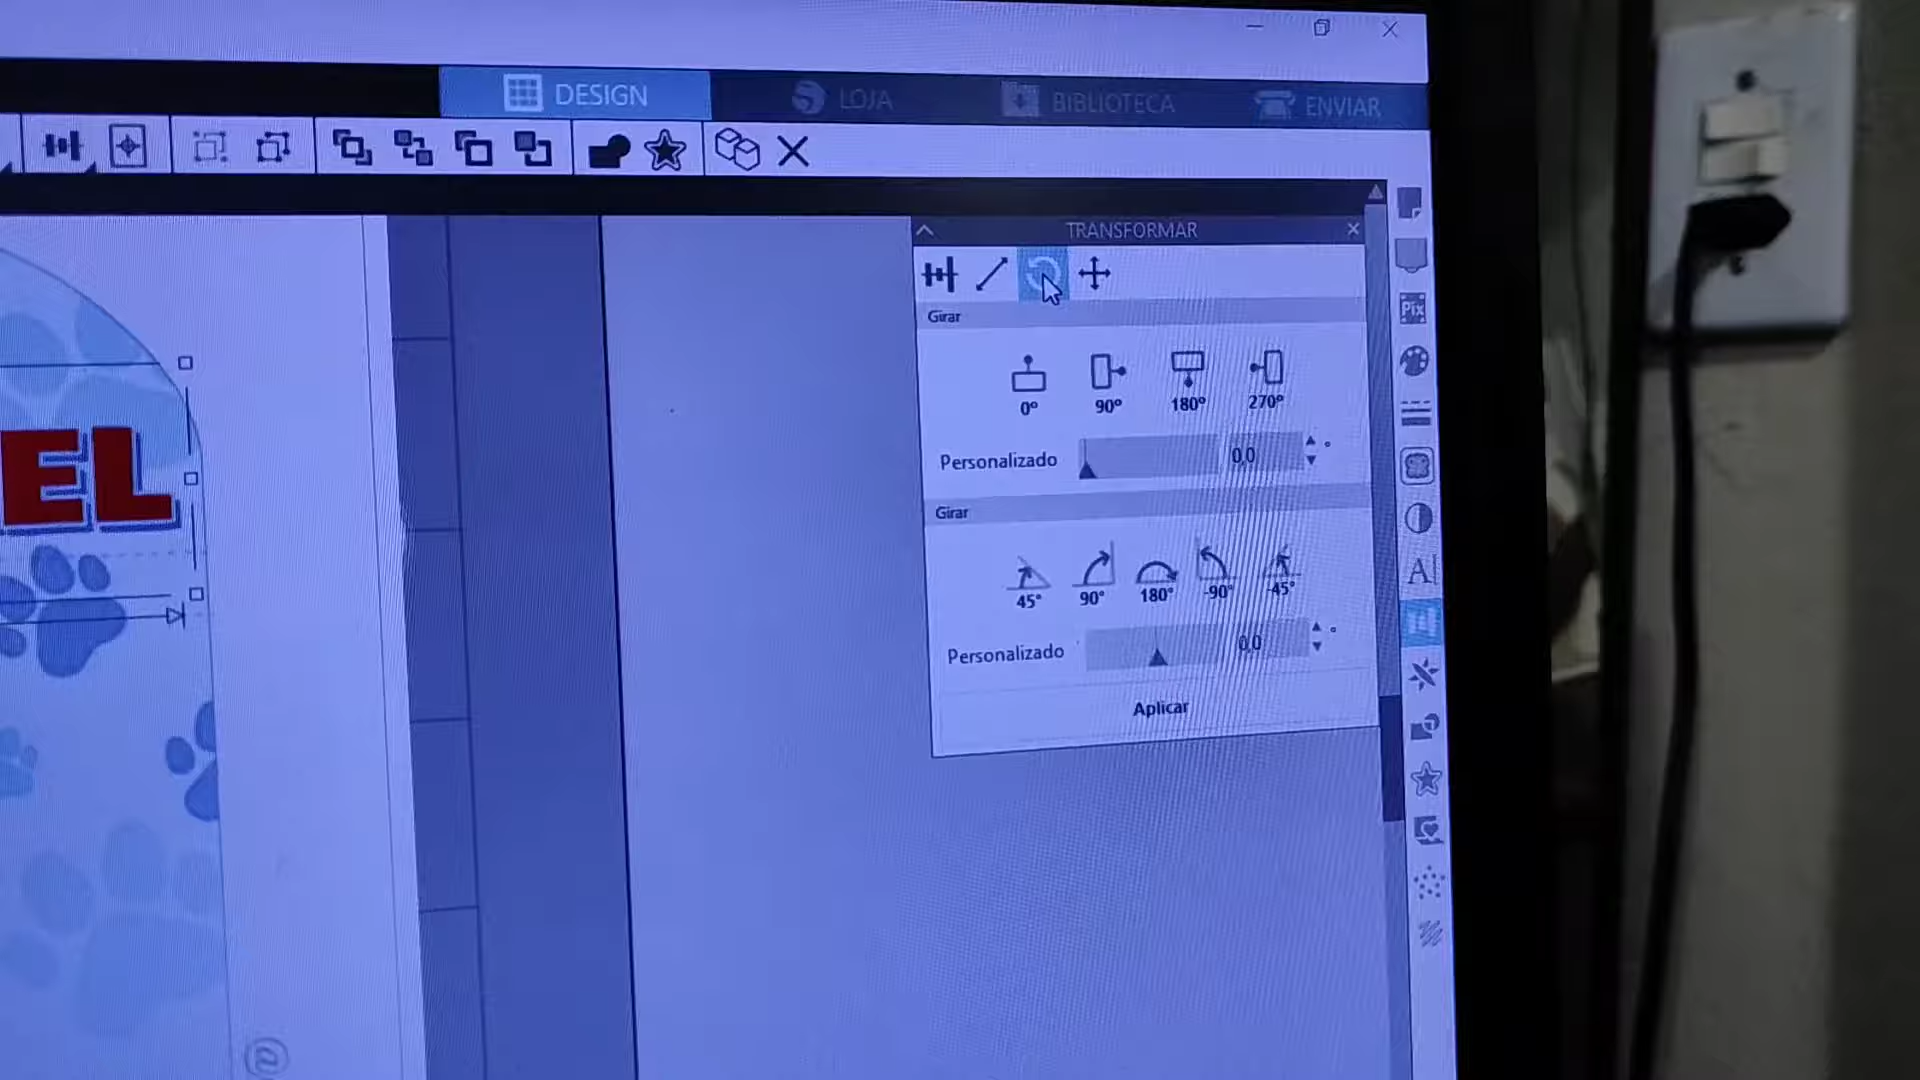 DESIGN
LOJA
BIBLIOTECA
ENVIAR
TRANSFORMAR
Girar
0°
90°
180°
270°
Personalizado
0,0
°
Girar
45°
90°
180°
-90°
-45°
Personalizado
0,0
°
Aplicar
EL
Pix
A
@